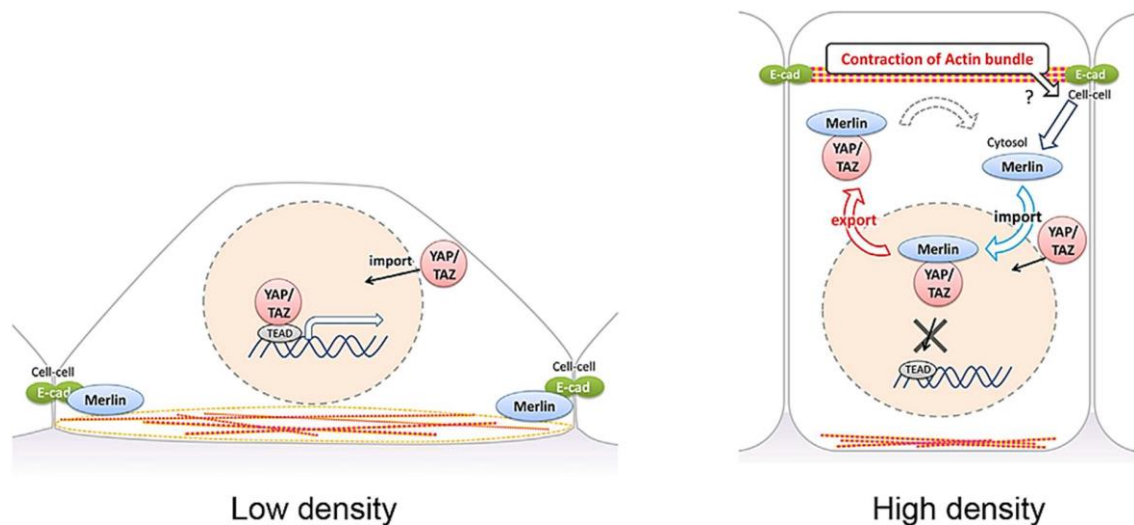 import
YAP/
TAZ
YAP/
TAZ
TEAD
Cell-cell
E-cad
Merlin
Cell-cell
E-cad
Merlin
Low density
Contraction of Actin bundle
E-cad
E-cad
?
Cell-cell
Merlin
YAP/
TAZ
Cytosol
Merlin
export
import
YAP/
TAZ
Merlin
YAP/
TAZ
TEAD
High density